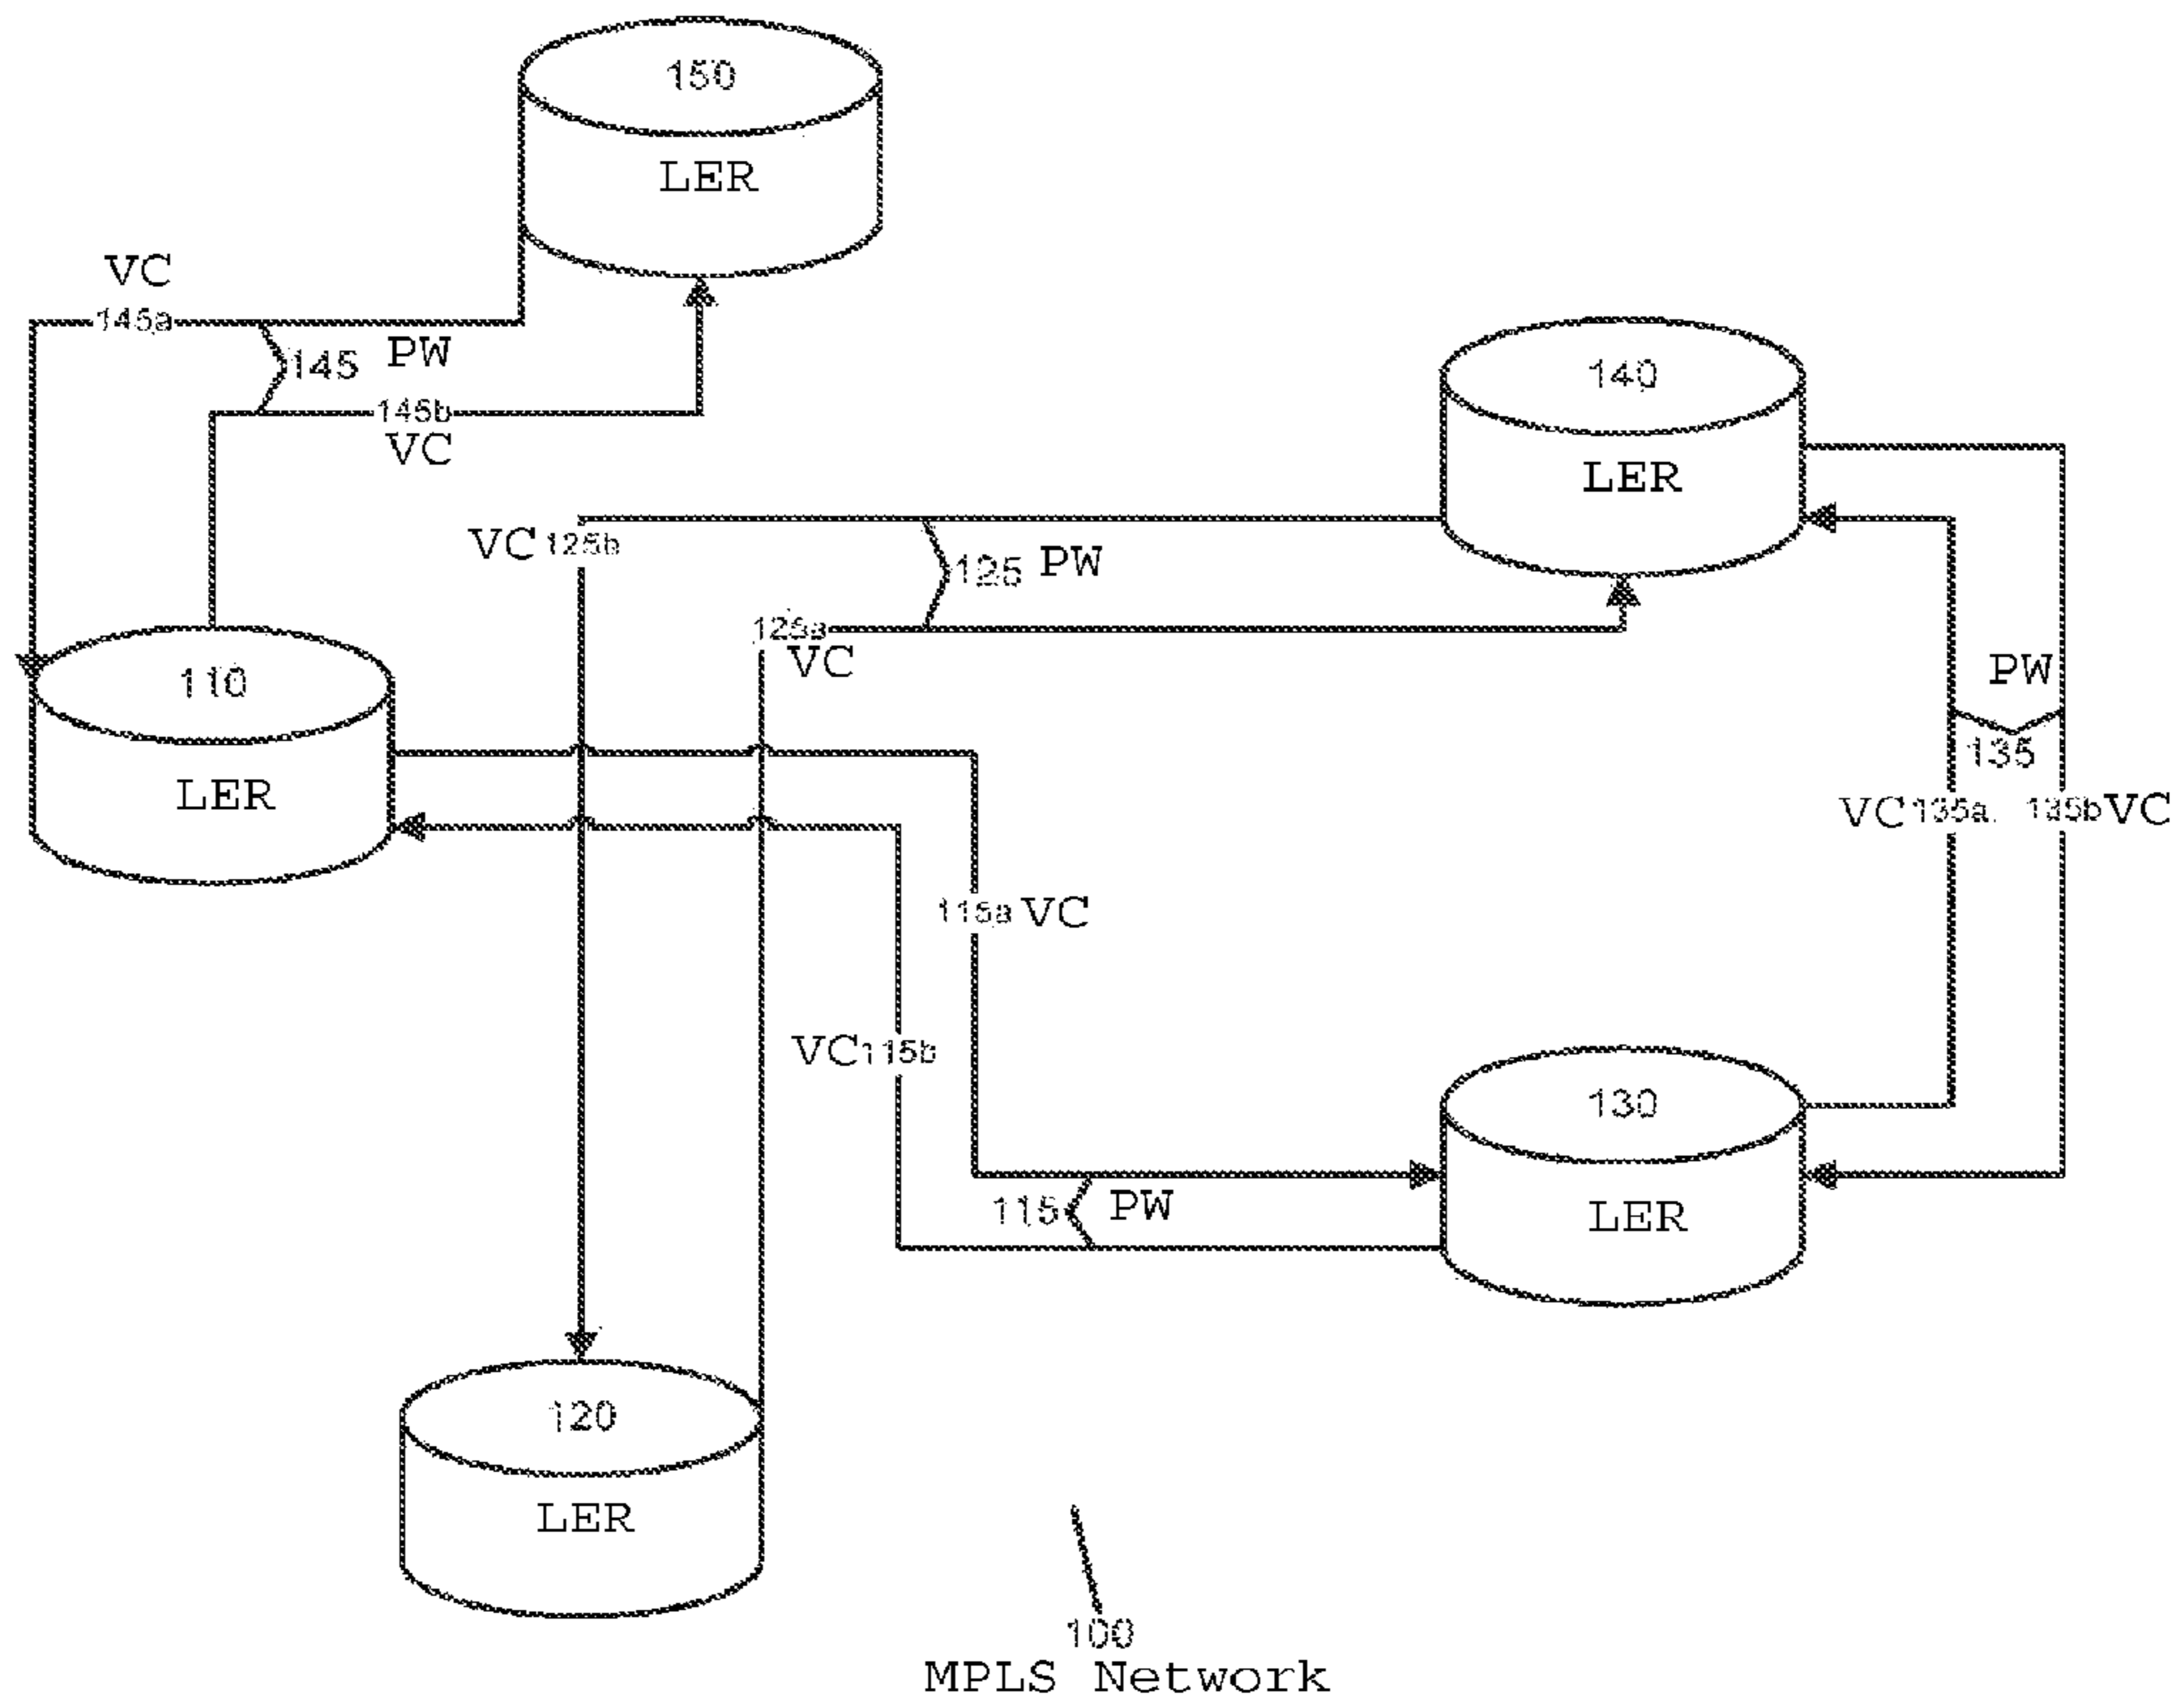 150
LER
VC
145a
145 PW
145b
VC
140
LER
VC 125b
125 PW
125a
VC
110
LER
PW
135
VC 135a
135b VC
115a VC
VC 115b
130
LER
115 PW
120
LER
100
MPLS Network